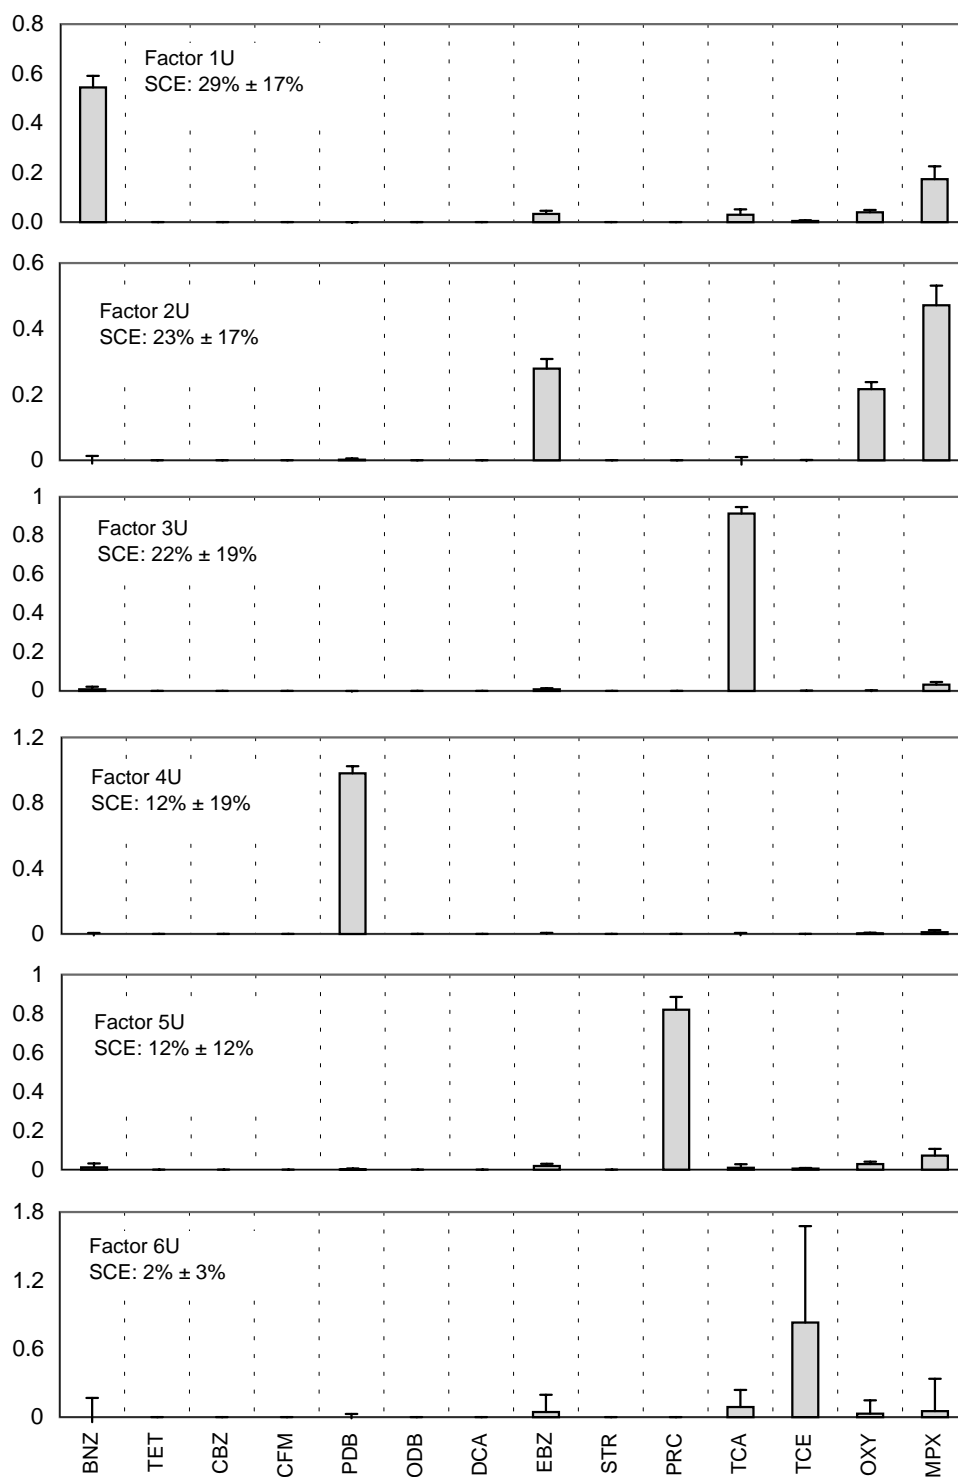 0.8
Factor 1U
SCE: 29% ± 17%
0.6
0.4
0.2
0.0
0.6
Factor 2U
SCE: 23% ± 17%
0.4
0.2
0
1
Factor 3U
SCE: 22% ± 19%
0.8
0.6
0.4
0.2
0
1.2
Factor 4U
SCE: 12% ± 19%
0.8
0.4
0
1
Factor 5U
SCE: 12% ± 12%
0.8
0.6
0.4
0.2
0
1.8
Factor 6U
SCE: 2% ± 3%
1.2
0.6
0
BNZ TET CBZ CFM PDB ODB DCA EBZ STR PRC TCA TCE OXY MPX